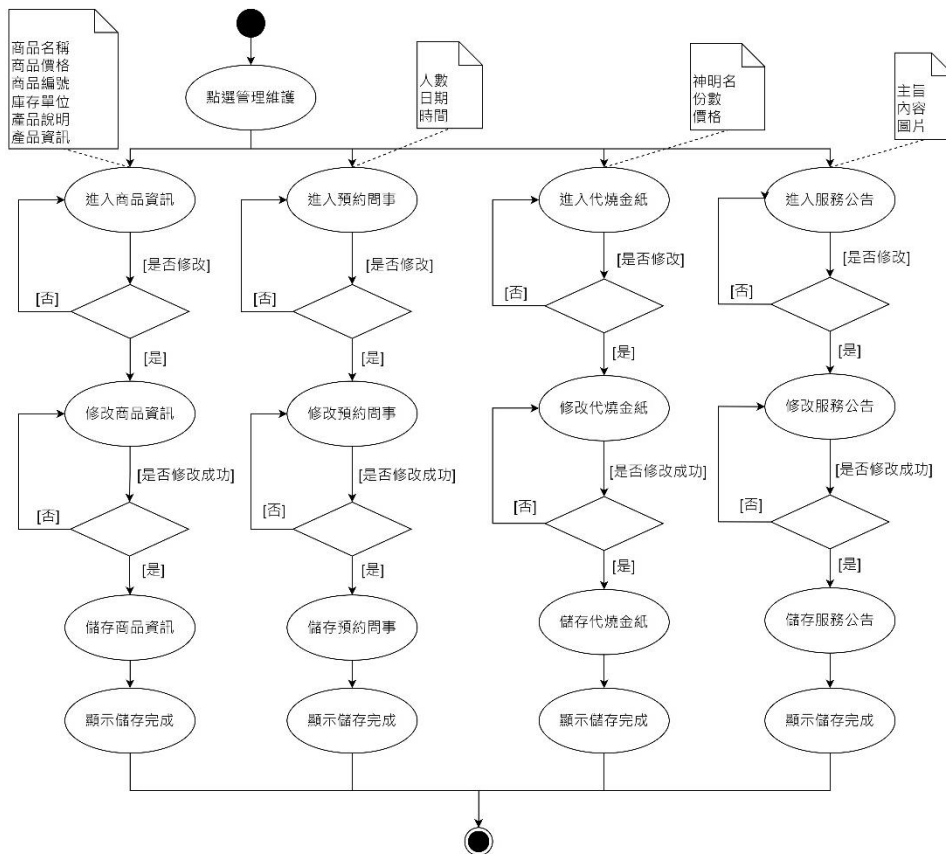 商品名稱
商品價格
商品編號
庫存單位
產品說明
產品資訊
點選管理維護
人數
日期
時間
神明名
份數
價格
主旨
內容
圖片
進入商品資訊
進入預約問事
進入代燒金紙
進入服務公告
[是否修改]
[是否修改]
[是否修改]
[是否修改]
[否]
[否]
[否]
[否]
[是]
[是]
[是]
[是]
修改商品資訊
修改預約問事
修改代燒金紙
修改服務公告
[是否修改成功]
[是否修改成功]
[是否修改成功]
[是否修改成功]
[否]
[否]
[否]
[否]
[是]
[是]
[是]
[是]
儲存商品資訊
儲存預約問事
儲存代燒金紙
儲存服務公告
顯示儲存完成
顯示儲存完成
顯示儲存完成
顯示儲存完成